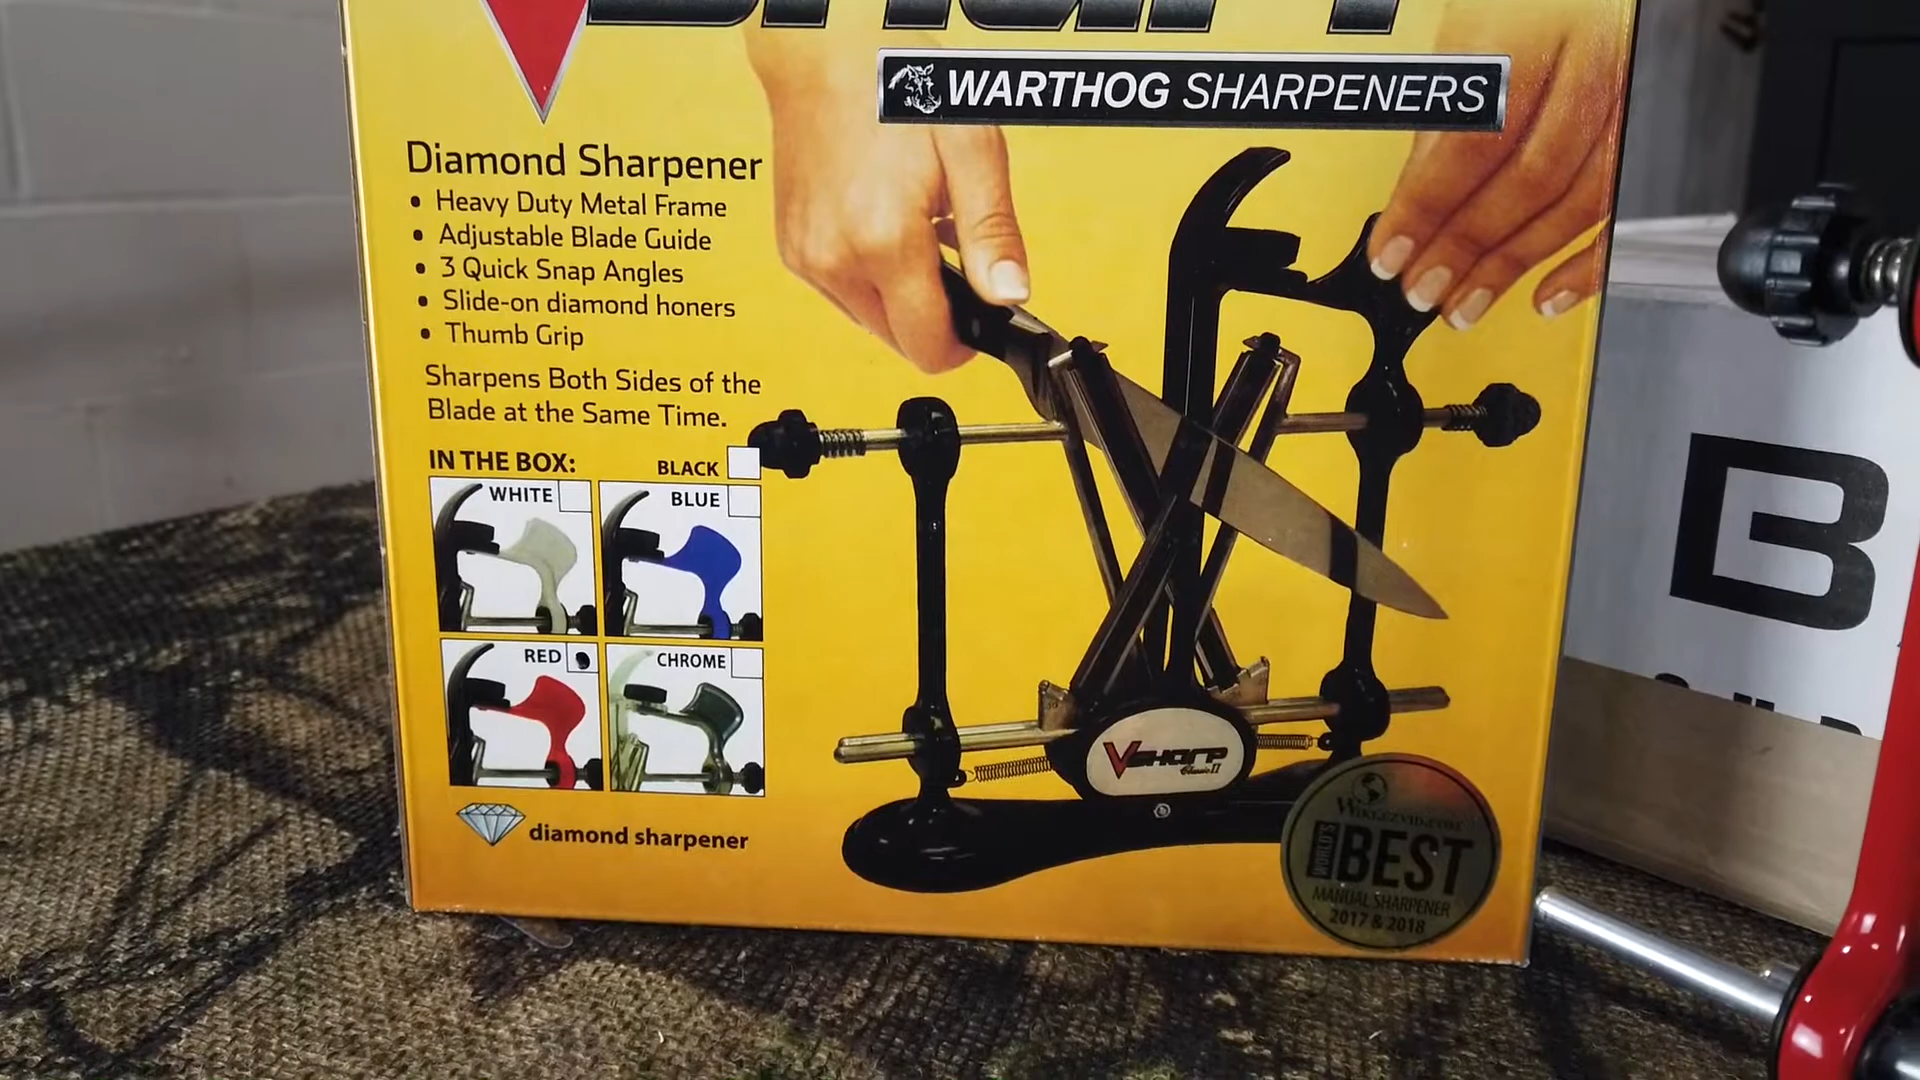 WARTHOG SHARPENERS
Diamond Sharpener
• Heavy Duty Metal Frame
• Adjustable Blade Guide
• 3 Quick Snap Angles
• Slide-on diamond honers
• Thumb Grip
Sharpens Both Sides of the
Blade at the Same Time.
IN THE BOX:
BLACK
WHITE
BLUE
RED
CHROME
diamond sharpener
VSHARP
Classic II
WORLD'S
BEST
MANUAL SHARPENER
2017 & 2018
B